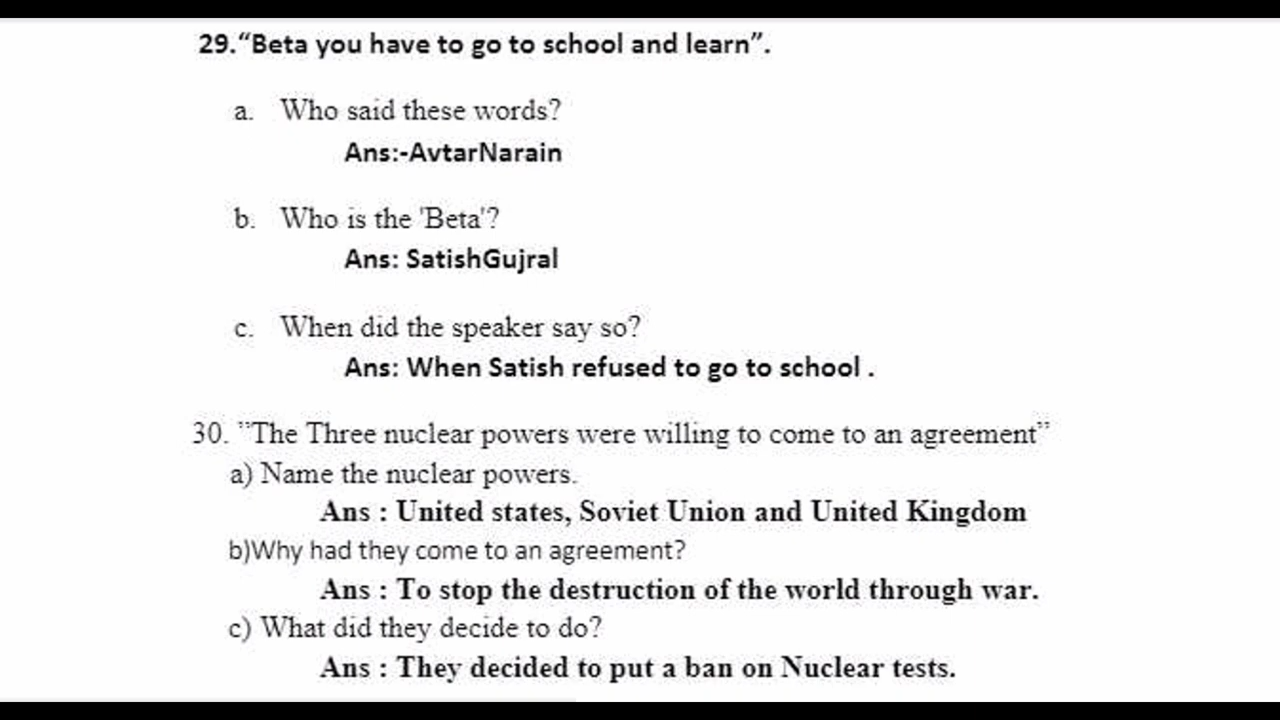 29.“Beta you have to go to school and learn”.
a. Who said these words?
Ans:-AvtarNarain
b. Who is the 'Beta'?
Ans: SatishGujral
c. When did the speaker say so?
Ans: When Satish refused to go to school .
30. ”The Three nuclear powers were willing to come to an agreement”
a) Name the nuclear powers.
Ans : United states, Soviet Union and United Kingdom
b)Why had they come to an agreement?
Ans : To stop the destruction of the world through war.
c) What did they decide to do?
Ans : They decided to put a ban on Nuclear tests.